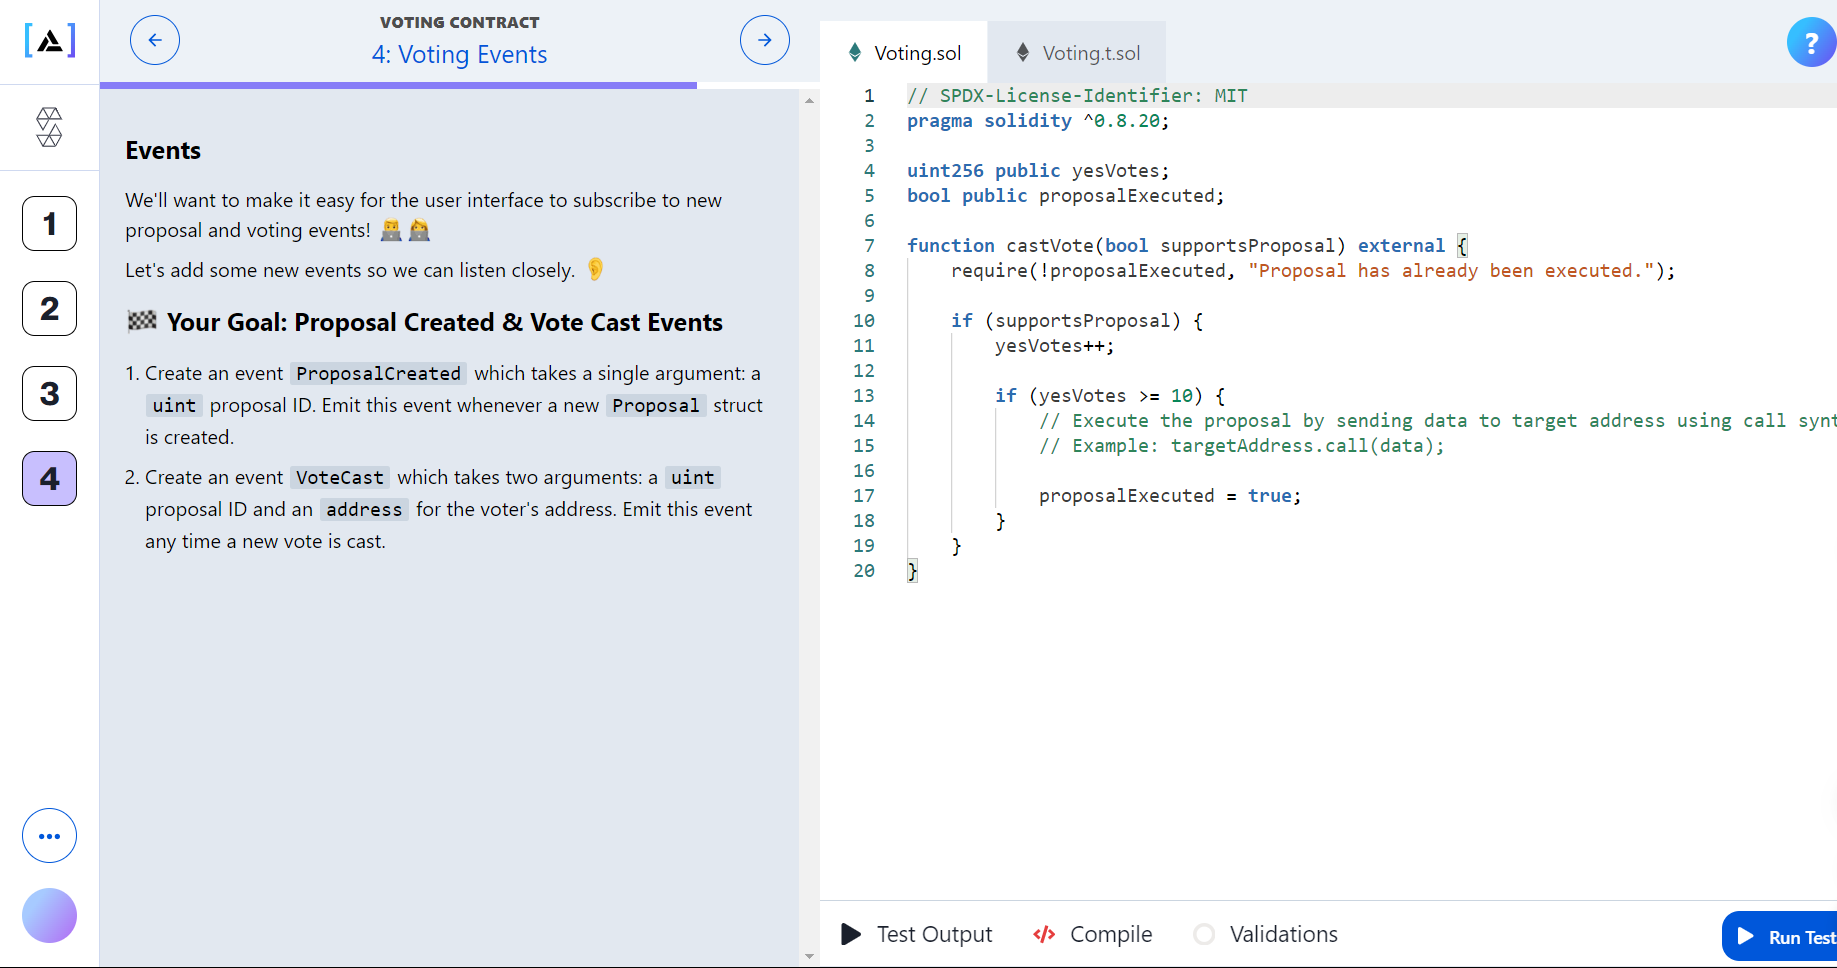 VOTING CONTRACT
4: Voting Events
1
2
3
4
Events
We'll want to make it easy for the user interface to subscribe to new
proposal and voting events! 👨‍💻👩‍💻
Let's add some new events so we can listen closely. 👂
🏁 Your Goal: Proposal Created & Vote Cast Events
1. Create an event ProposalCreated which takes a single argument: a
uint proposal ID. Emit this event whenever a new Proposal struct
is created.
2. Create an event VoteCast which takes two arguments: a uint
proposal ID and an address for the voter's address. Emit this event
any time a new vote is cast.
Voting.sol
Voting.t.sol
?
1 // SPDX-License-Identifier: MIT
2 pragma solidity ^0.8.20;
3
4 uint256 public yesVotes;
5 bool public proposalExecuted;
6
7 function castVote(bool supportsProposal) external {
8     require(!proposalExecuted, "Proposal has already been executed.");
9
10     if (supportsProposal) {
11         yesVotes++;
12
13         if (yesVotes >= 10) {
14             // Execute the proposal by sending data to target address using call synt
15             // Example: targetAddress.call(data);
16
17             proposalExecuted = true;
18         }
19     }
20 }
Test Output
</> Compile
Validations
Run Test